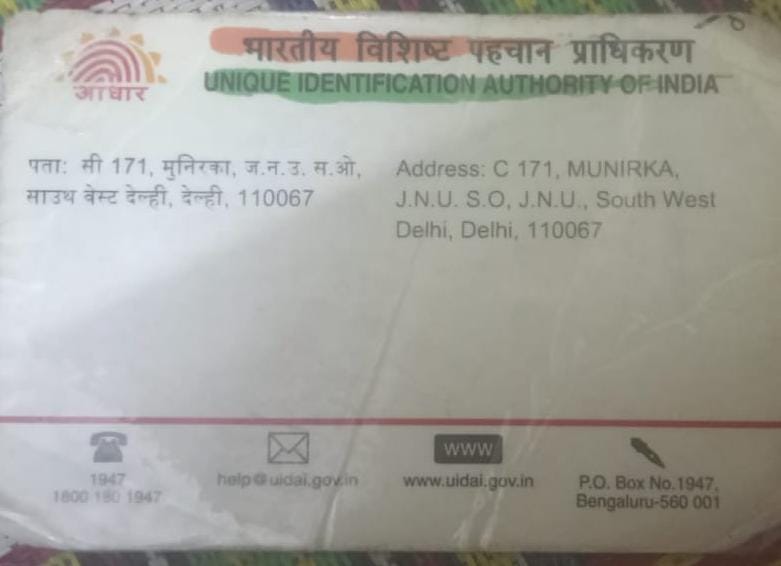 भारतीय विशिष्ट पहचान प्राधिकरण
UNIQUE IDENTIFICATION AUTHORITY OF INDIA
आधार
पता: सी 171, मुनिरका, ज.न.उ. स.ओ,
साउथ वेस्ट देल्ही, देल्ही, 110067
Address: C 171, MUNIRKA,
J.N.U. S.O, J.N.U., South West
Delhi, Delhi, 110067
1947
1800 180 1947
help@uidai.gov.in
www
www.uidai.gov.in
P.O. Box No.1947,
Bengaluru-560 001